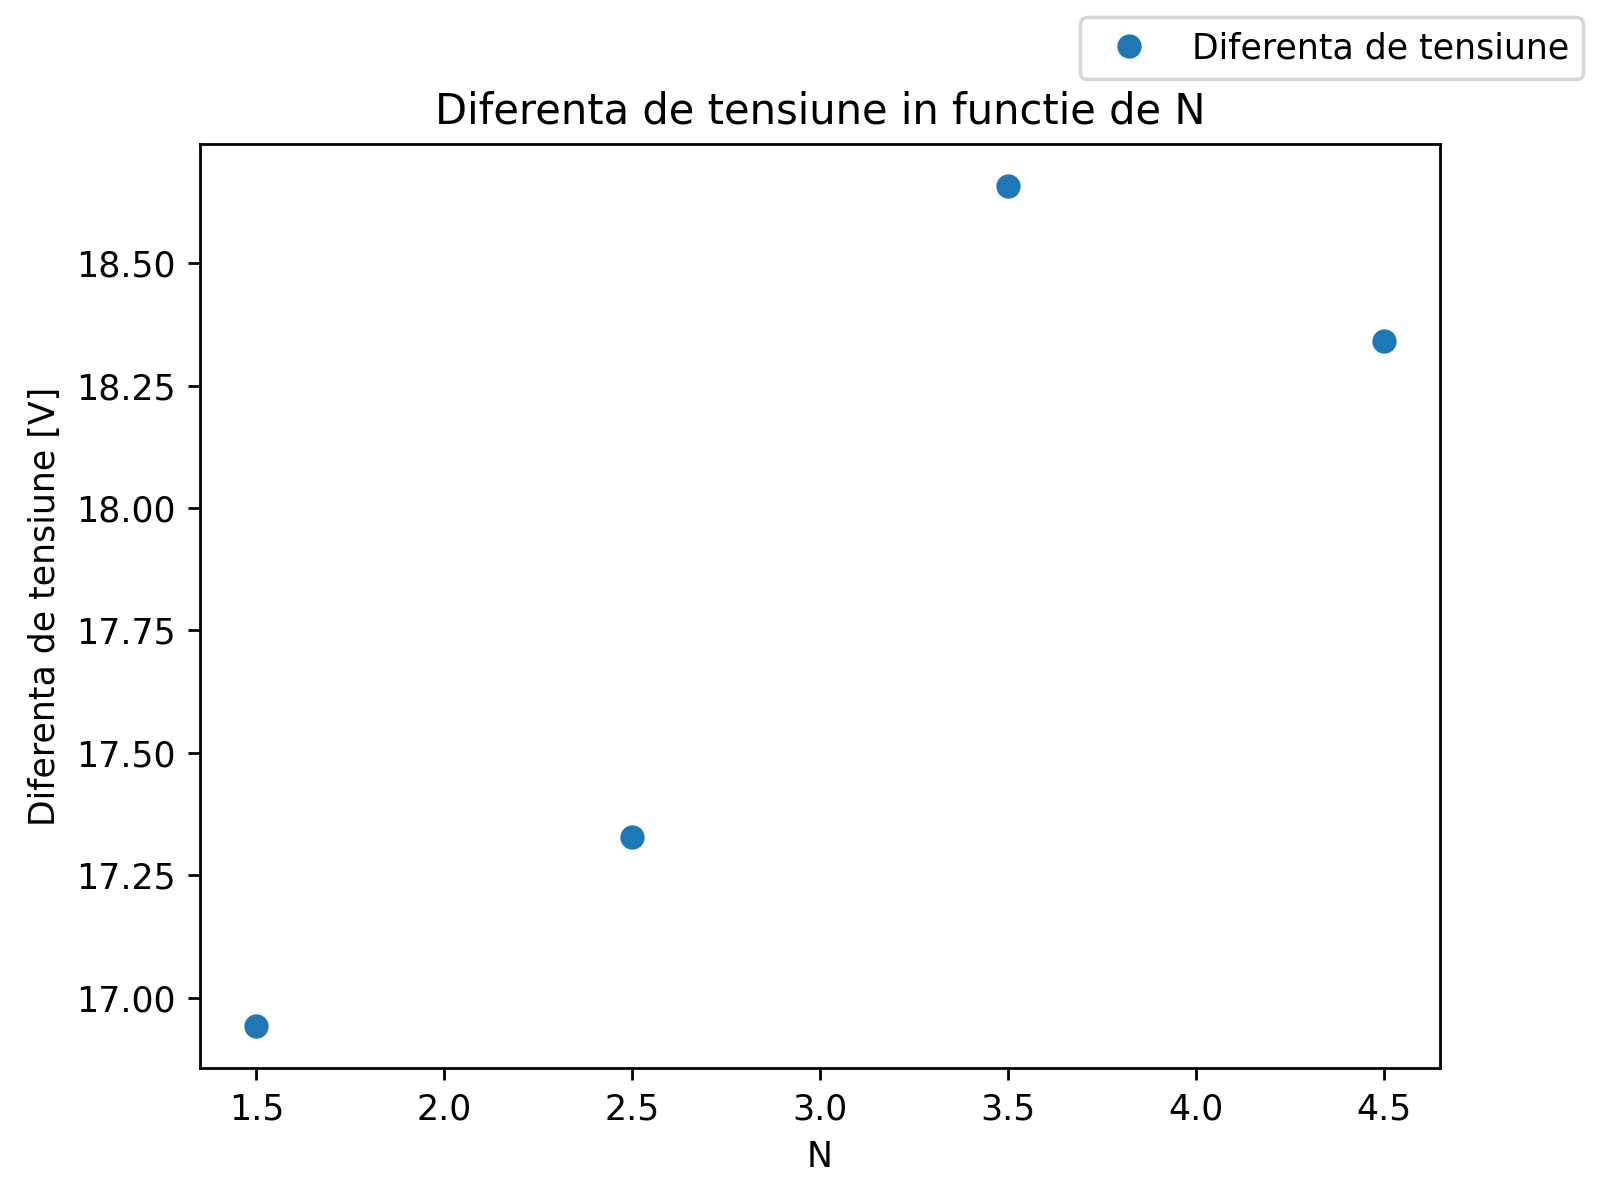 Diferenta de tensiune
Diferenta de tensiune in functie de N
Diferenta de tensiune [V]
18.50
18.25
18.00
17.75
17.50
17.25
17.00
1.5 2.0 2.5 3.0 3.5 4.0 4.5
N